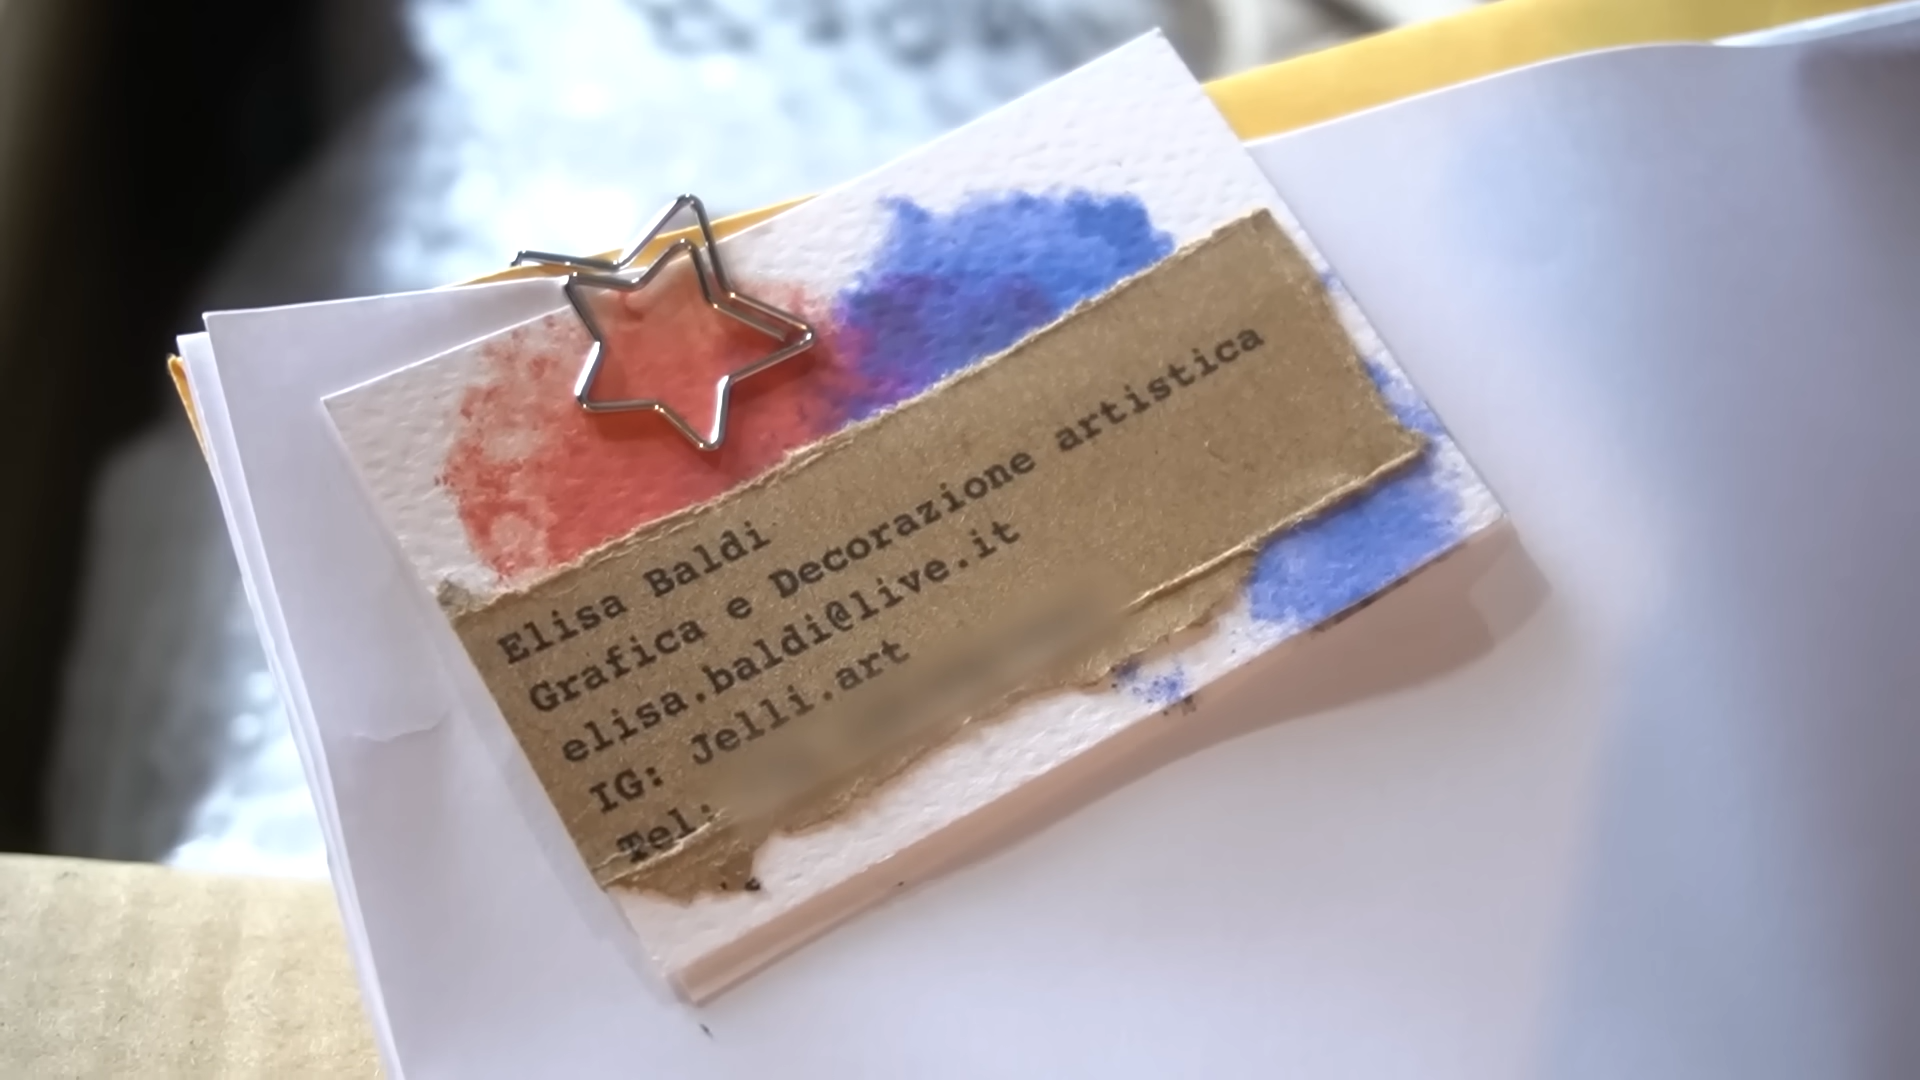 Elisa Baldi
Grafica e Decorazione artistica
elisa.baldi@live.it
IG: Jelli.art
Tel: